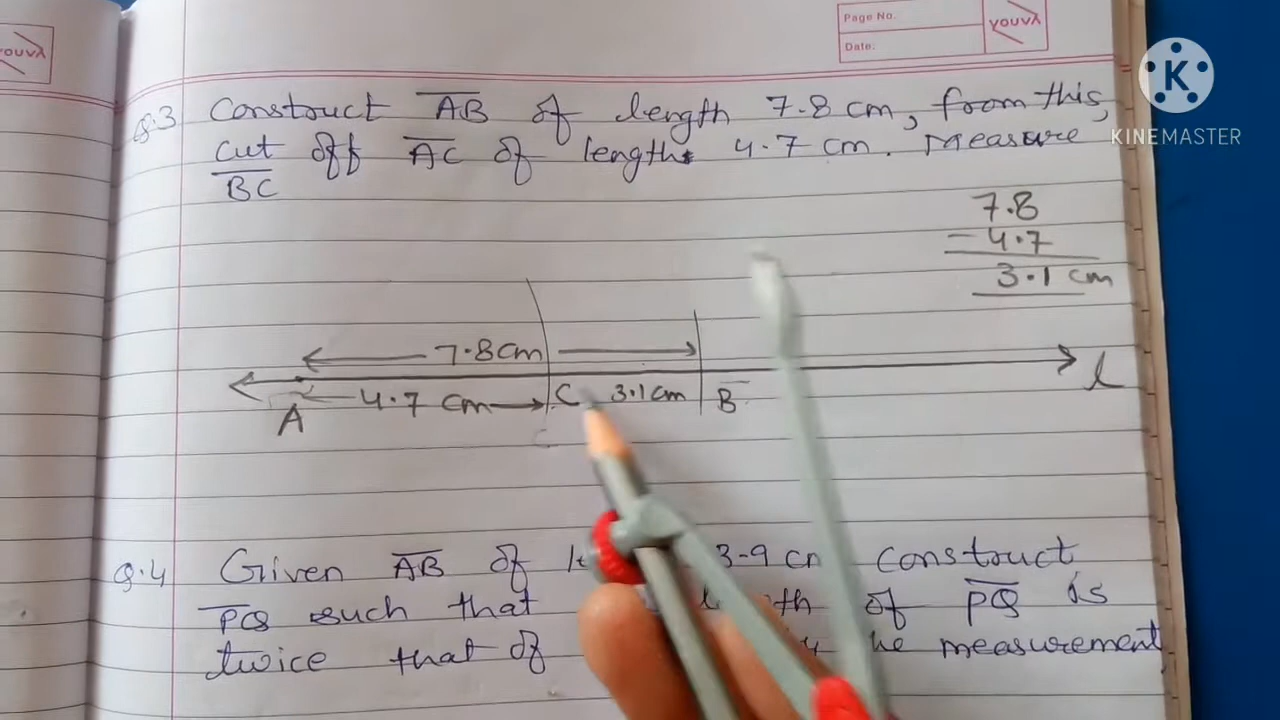 Page No.
Date:
YOUVA
YOUVA
KINEMASTER
Q.3 Construct AB of length 7.8 cm, from this,
cut off AC of length 4.7 cm. Measure
BC
7.8
- 4.7
3.1 cm
7.8cm
4.7 cm C 3.1cm B
A
l
Q.4 Given AB of 3-9 construct
PQ such that of PQ is
twice that of measurement